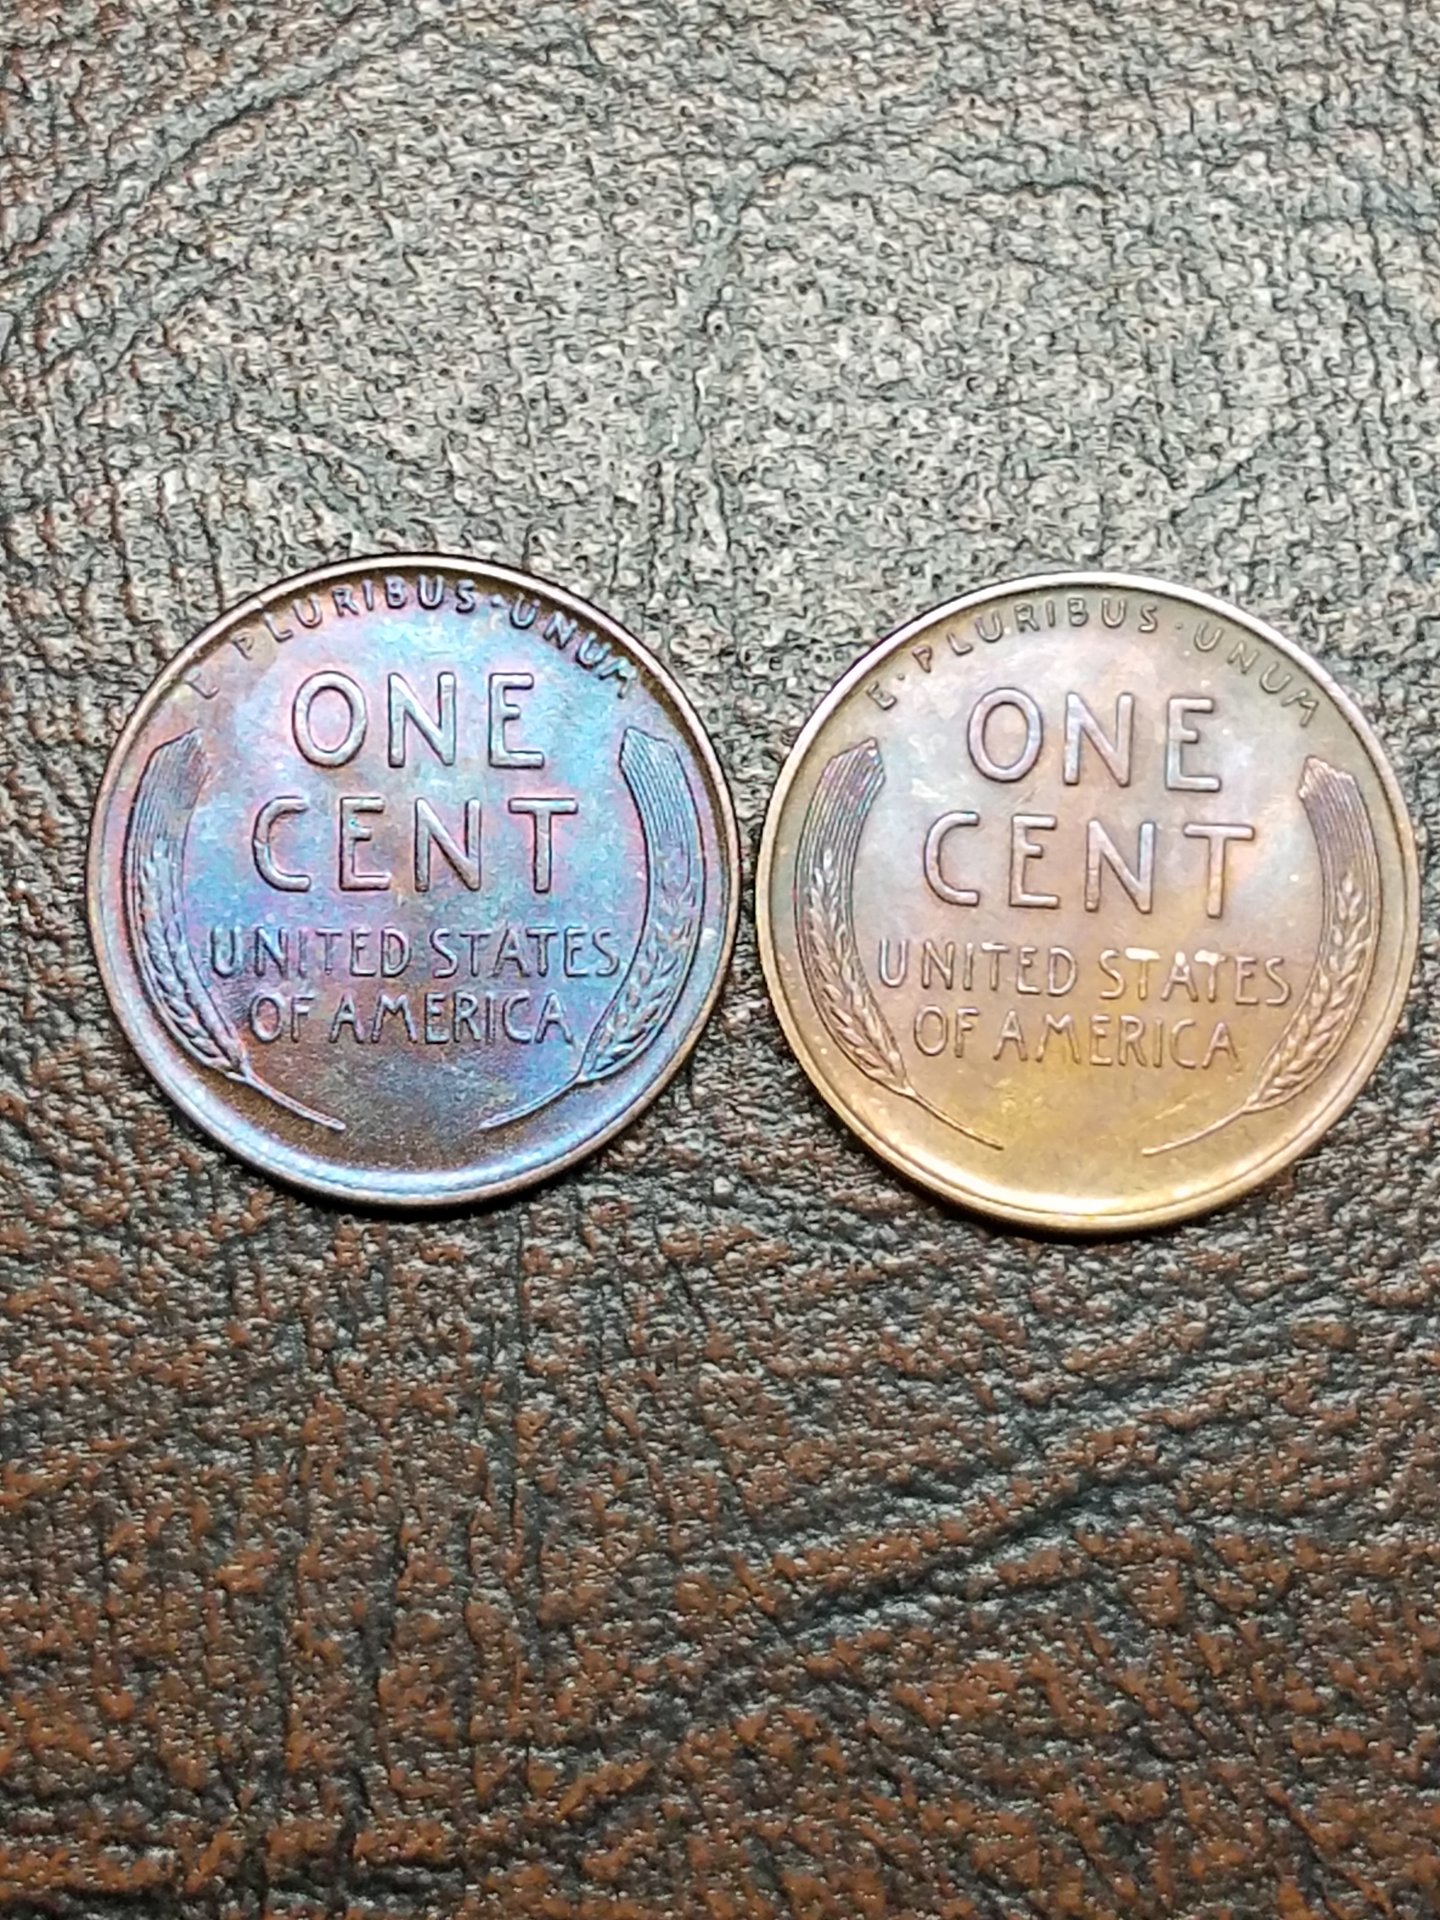 E·PLURIBUS·UNUM
ONE
CENT
UNITED STATES
OF AMERICA
E·PLURIBUS·UNUM
ONE
CENT
UNITED STATES
OF AMERICA